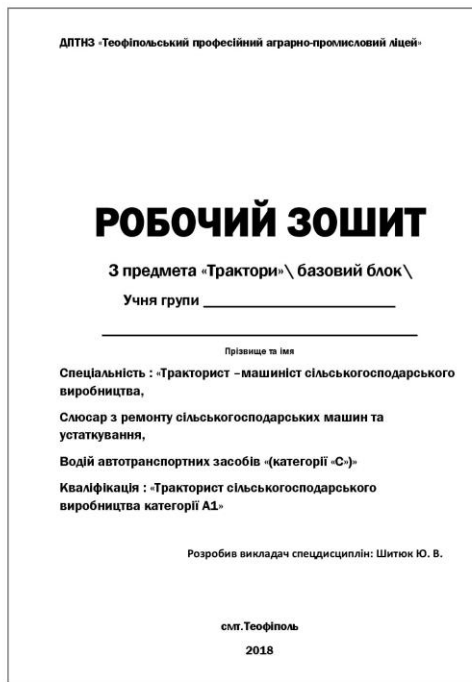 ДПТНЗ «Теофіпольський професійний аграрно-промисловий ліцей»
РОБОЧИЙ ЗОШИТ
З предмета «Трактори»\ базовий блок\
Учня групи
Прізвище та імя
Спеціальність : «Тракторист –машиніст сільськогосподарського
виробництва,
Слюсар з ремонту сільськогосподарських машин та
устаткування,
Водій автотранспортних засобів «(категорії «С»)»
Кваліфікація : «Тракторист сільськогосподарського
виробництва категорії А1»
Розробив викладач спецдисциплін: Шитюк Ю. В.
смт.Теофіполь
2018